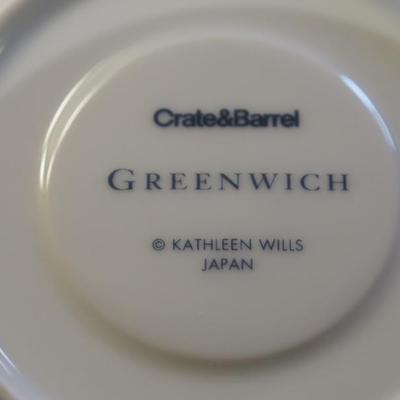 Crate&Barrel
GREENWICH
© KATHLEEN WILLS
JAPAN